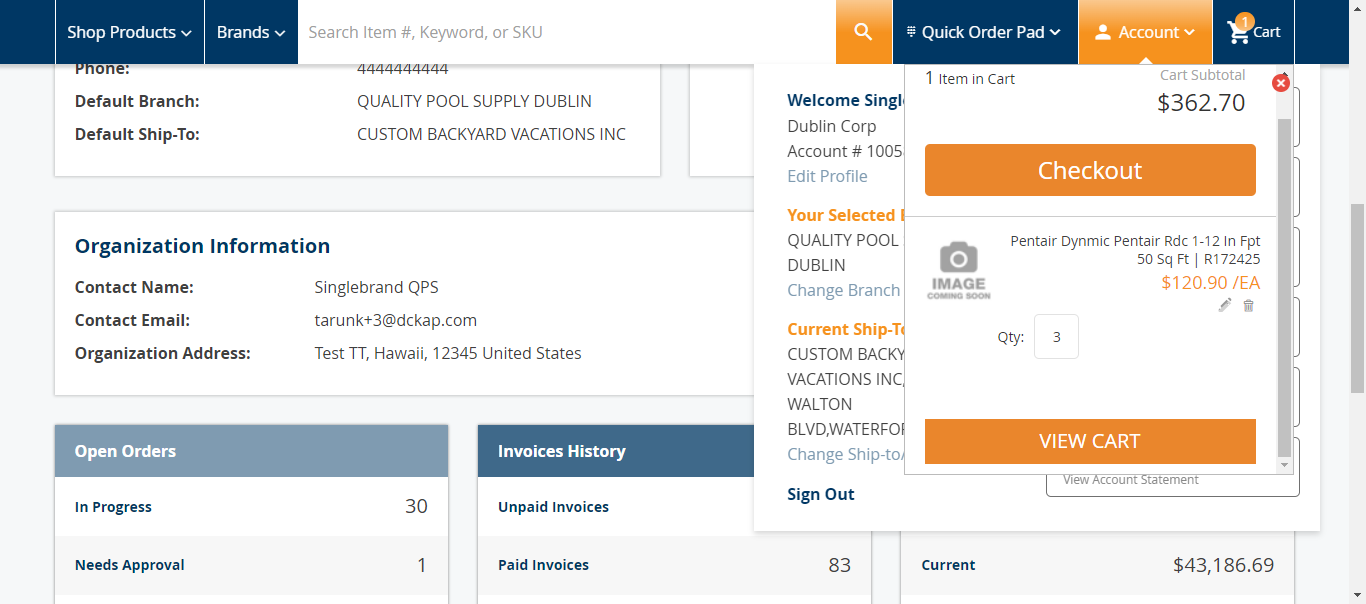 Shop Products
Brands
Search Item #, Keyword, or SKU
Quick Order Pad
Account
1
Cart
Phone: 4444444444
Default Branch: QUALITY POOL SUPPLY DUBLIN
Default Ship-To: CUSTOM BACKYARD VACATIONS INC
Organization Information
Contact Name: Singlebrand QPS
Contact Email: tarunk+3@dckap.com
Organization Address: Test TT, Hawaii, 12345 United States
Open Orders
In Progress 30
Needs Approval 1
Invoices History
Unpaid Invoices
Paid Invoices 83
Current $43,186.69
Welcome Singl
Dublin Corp
Account # 1005
Edit Profile
Your Selected
QUALITY POOL
DUBLIN
Change Branch
Current Ship-To
CUSTOM BACKY
VACATIONS INC,
WALTON
BLVD,WATERFOR
Change Ship-to/
Sign Out
View Account Statement
1 Item in Cart
Cart Subtotal
$362.70
Checkout
IMAGE
COMING SOON
Pentair Dynmic Pentair Rdc 1-12 In Fpt
50 Sq Ft | R172425
$120.90 /EA
Qty: 3
VIEW CART